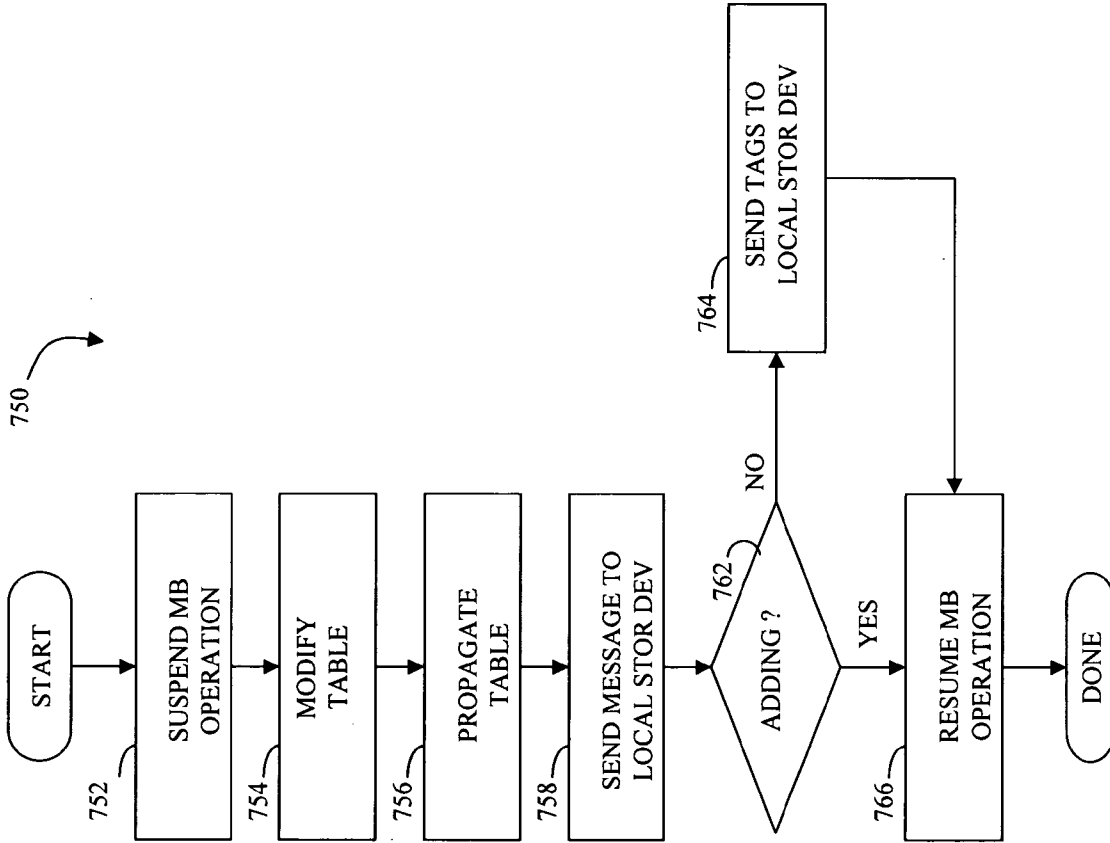 750
START
752
SUSPEND MB
OPERATION
754
MODIFY
TABLE
756
PROPAGATE
TABLE
758
SEND MESSAGE TO
LOCAL STOR DEV
762
ADDING ?
NO
764
SEND TAGS TO
LOCAL STOR DEV
YES
766
RESUME MB
OPERATION
DONE